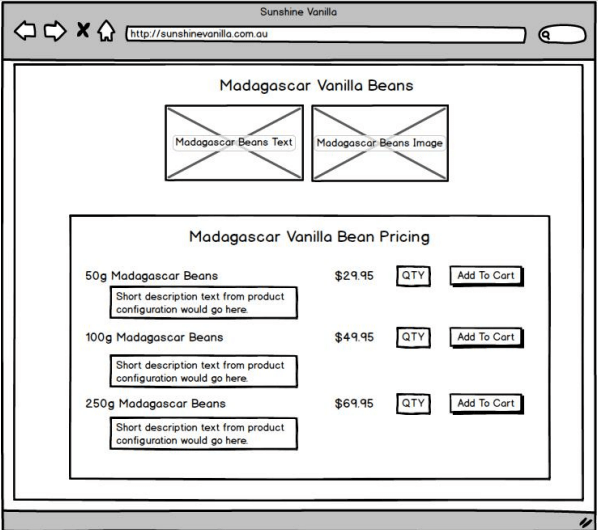 Sunshine Vanilla
http://sunshinevanilla.com.au
Madagascar Vanilla Beans
Madagascar Beans Text
Madagascar Beans Image
Madagascar Vanilla Bean Pricing
50g Madagascar Beans $29.95 QTY Add To Cart
Short description text from product
configuration would go here.
100g Madagascar Beans $49.95 QTY Add To Cart
Short description text from product
configuration would go here.
250g Madagascar Beans $69.95 QTY Add To Cart
Short description text from product
configuration would go here.